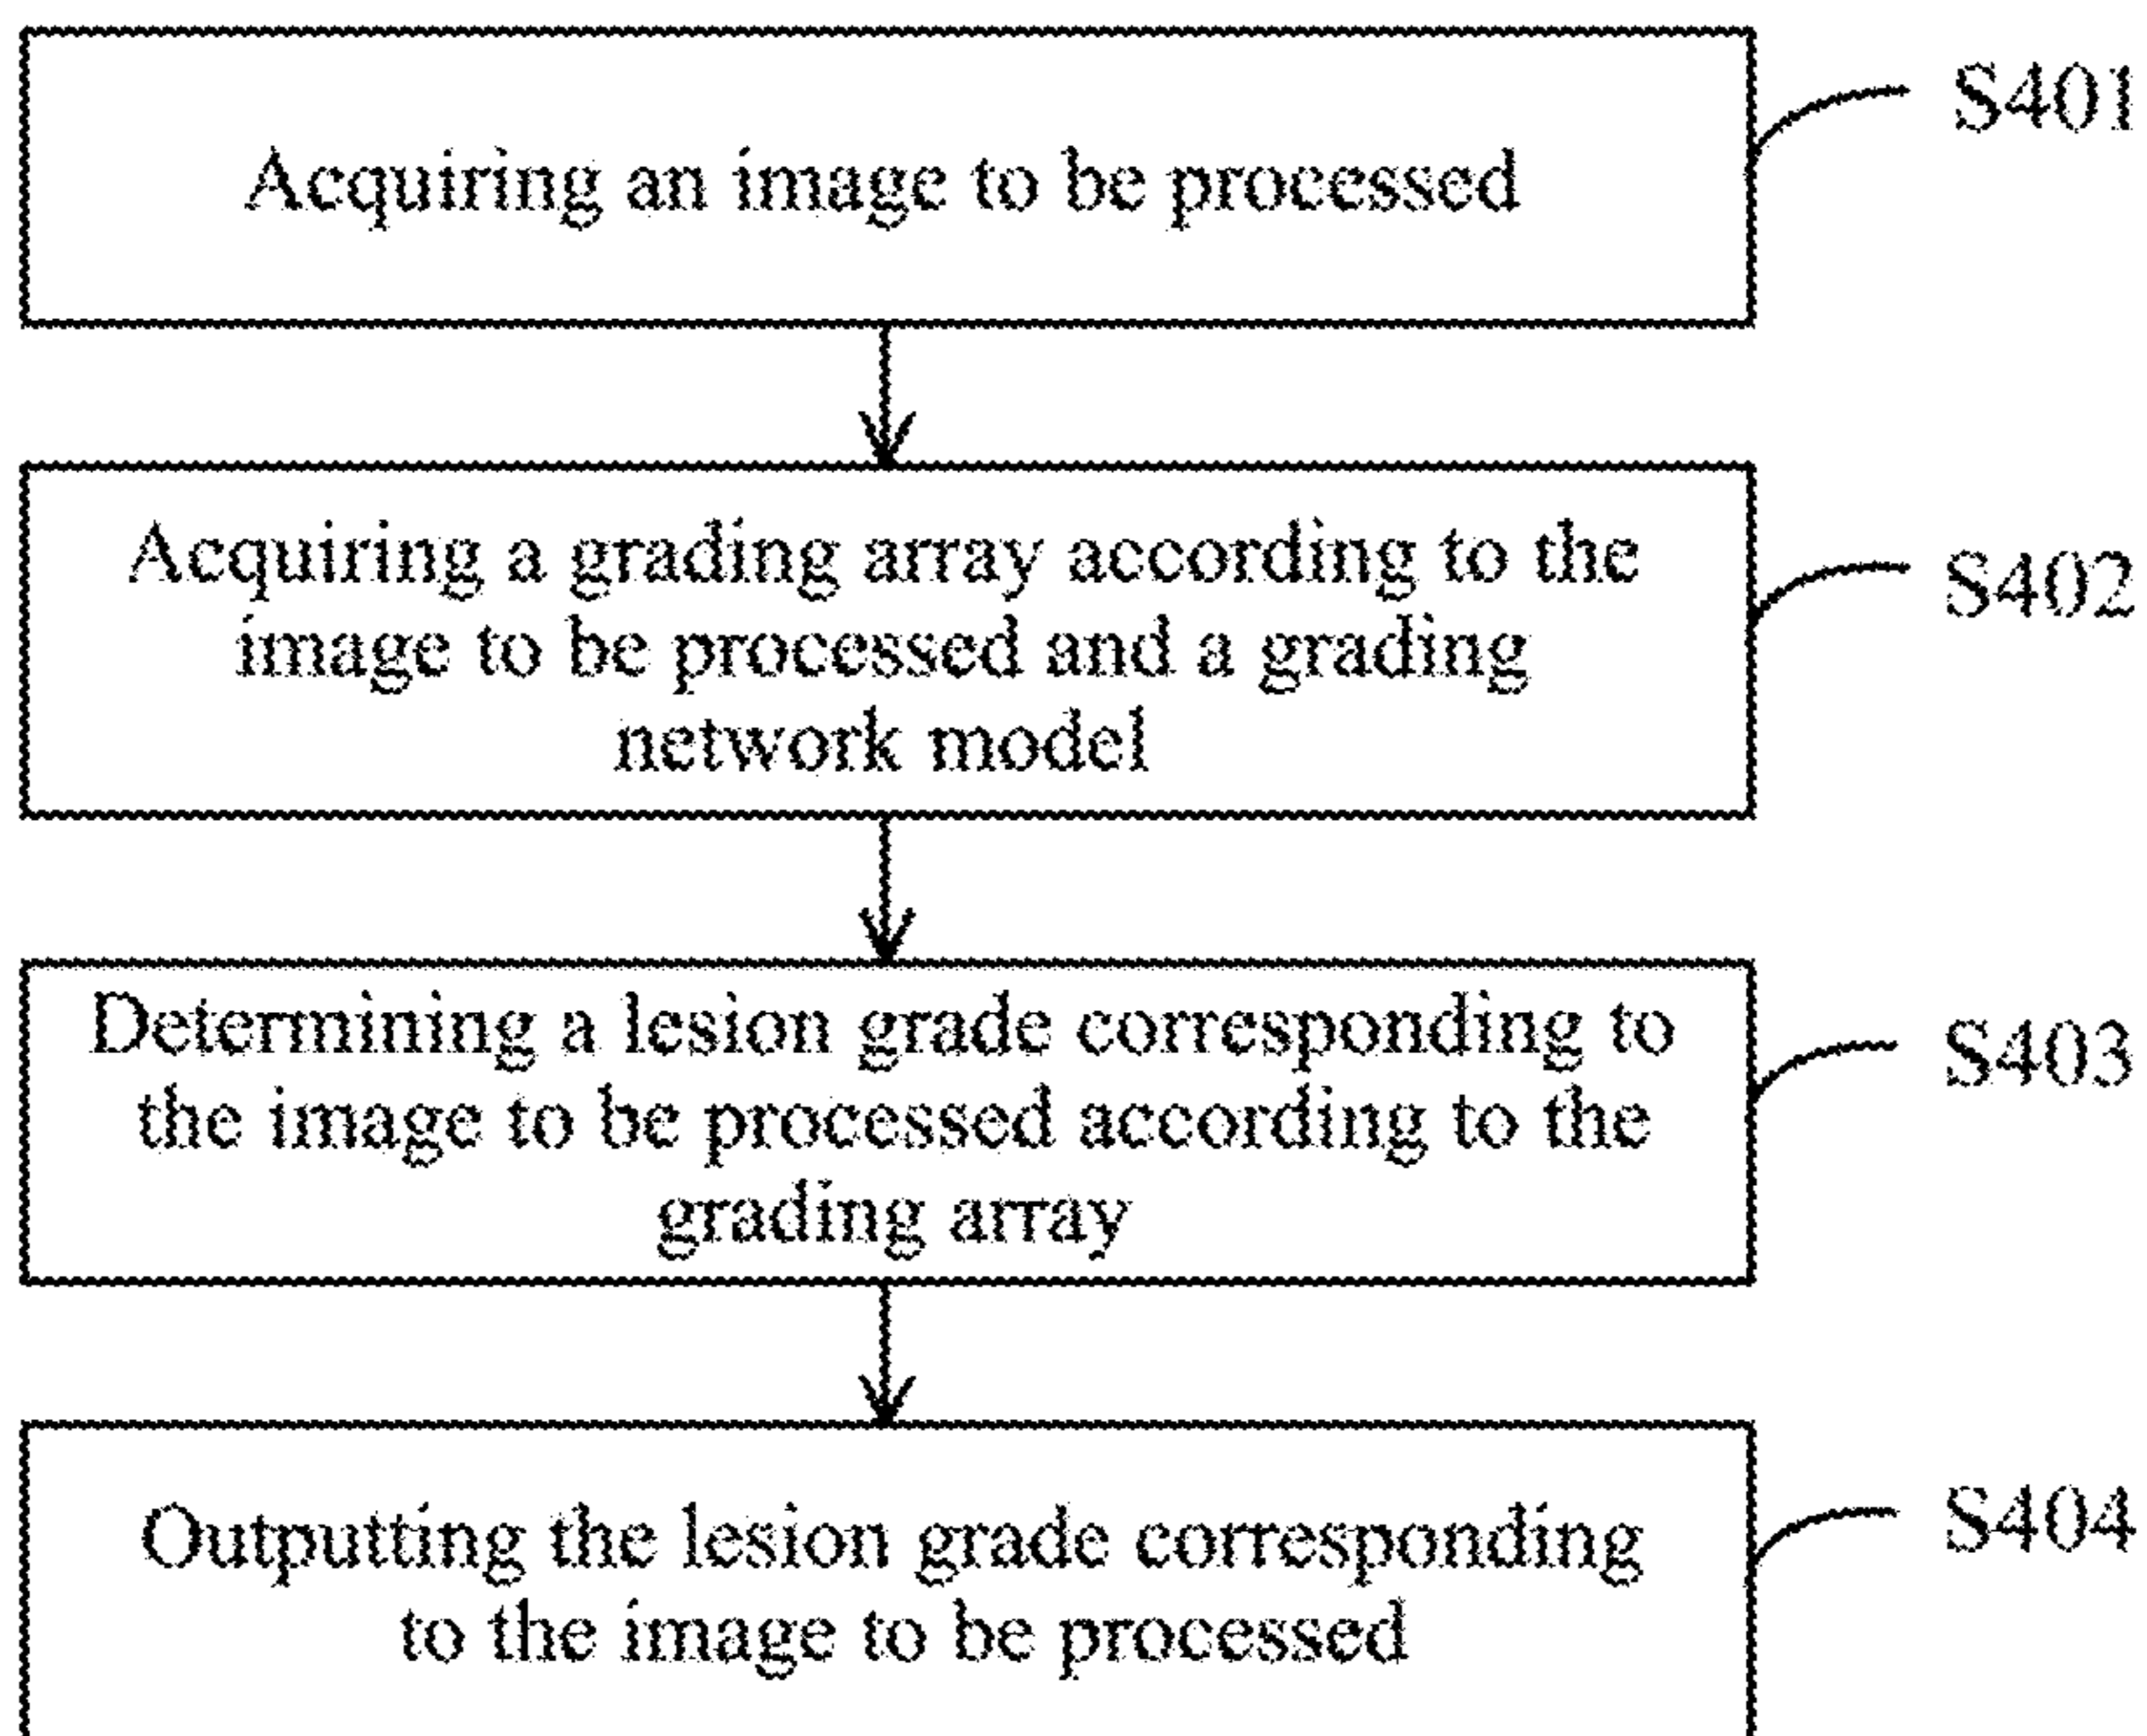 Acquiring an image to be processed
S401
Acquiring a grading array according to the
image to be processed and a grading
network model
S402
Determining a lesion grade corresponding to
the image to be processed according to the
grading array
S403
Outputting the lesion grade corresponding
to the image to be processed
S404